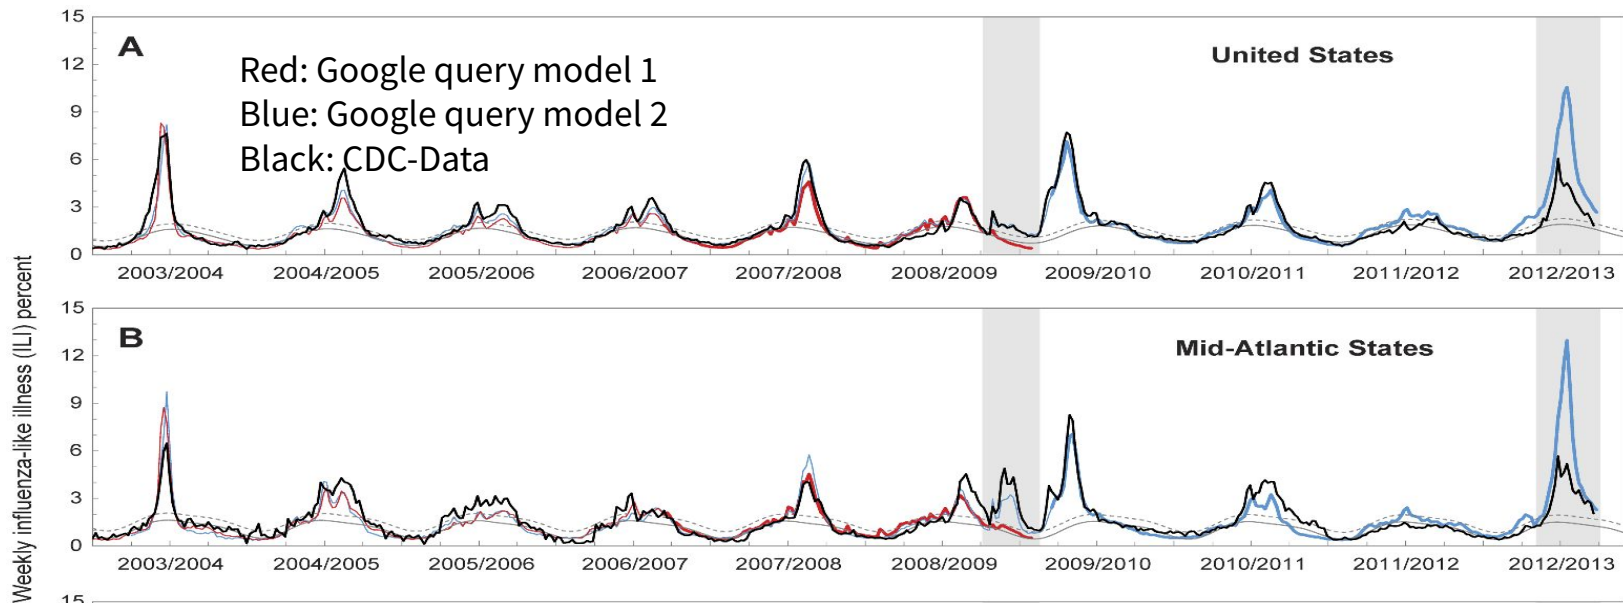 15
A
United States
12
Red: Google query model 1
Blue: Google query model 2
9
Black: CDC-Data
6
3
0
2003/2004 2004/2005 2005/2006 2006/2007 2007/2008 2008/2009 2009/2010 2010/2011 2011/2012 2012/2013
Weekly influenza-like illness (ILI) percent
15
B
Mid-Atlantic States
12
9
6
3
0
2003/2004 2004/2005 2005/2006 2006/2007 2007/2008 2008/2009 2009/2010 2010/2011 2011/2012 2012/2013
15